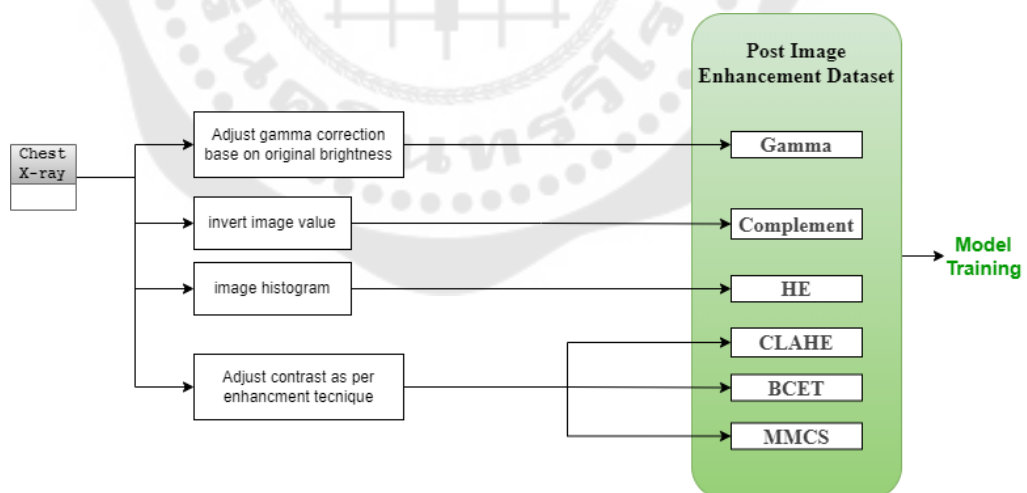 Post Image
Enhancement Dataset
Chest
X-ray
Adjust gamma correction
base on original brightness
Gamma
invert image value
Complement
image histogram
HE
Adjust contrast as per
enhancment tecnique
CLAHE
BCET
MMCS
Model
Training